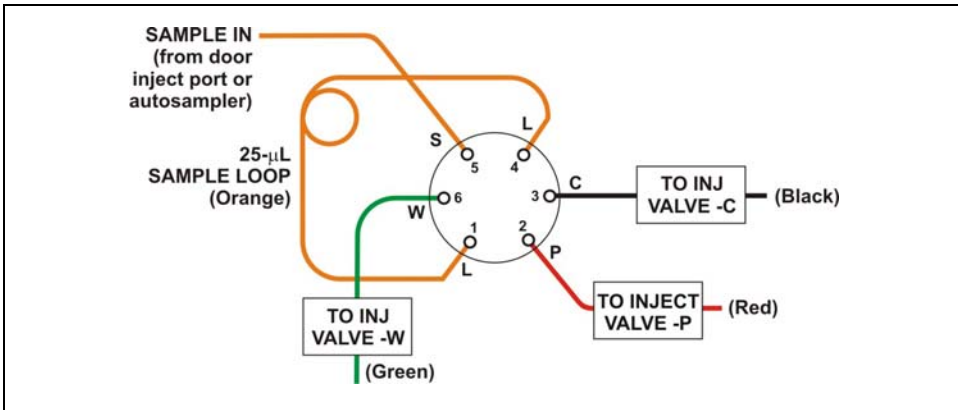 SAMPLE IN
(from door
inject port or
autosampler)
25-μL
SAMPLE LOOP
(Orange)
S
L
5
4
6
W
3
C
1
2
L
P
TO INJ
VALVE -C
(Black)
TO INJECT
VALVE -P
(Red)
TO INJ
VALVE -W
(Green)